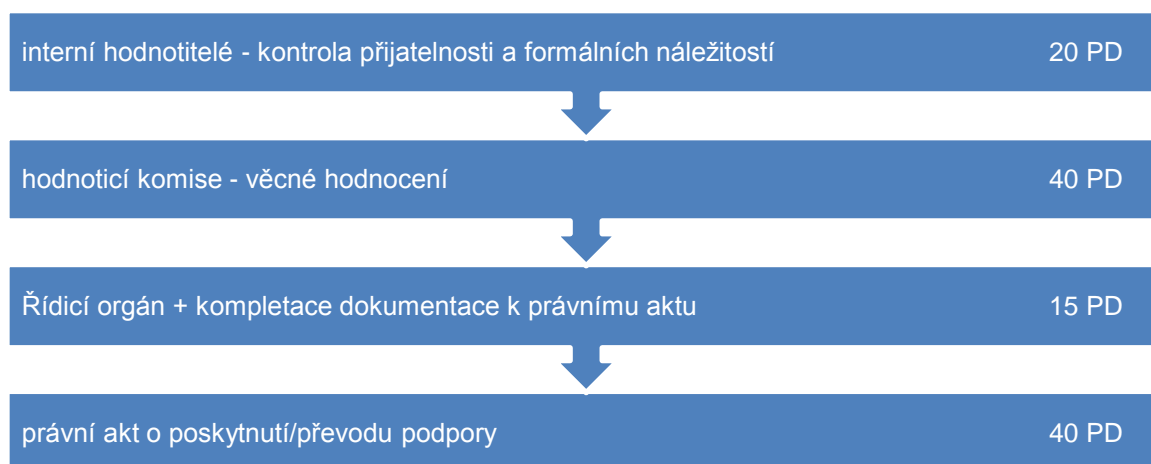 interní hodnotitelé - kontrola přijatelnosti a formálních náležitostí 20 PD
hodnoticí komise - věcné hodnocení 40 PD
Řídicí orgán + kompletace dokumentace k právnímu aktu 15 PD
právní akt o poskytnutí/převodu podpory 40 PD